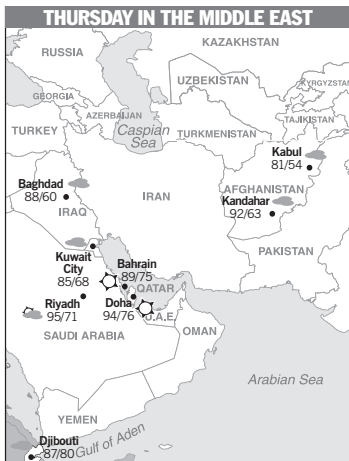 THURSDAY IN THE MIDDLE EAST
KAZAKHSTAN
RUSSIA
UZBEKISTAN
KYRGYZSTAN
GEORGIA
AZERBAIJAN
TAJIKISTAN
TURKEY
Caspian
Sea
TURKMENISTAN
Kabul
81/54
Baghdad
88/60
IRAQ
IRAN
AFGHANISTAN
Kandahar
92/63
PAKISTAN
Kuwait
City
85/68
Bahrain
89/75
QATAR
Riyadh
95/71
Doha
94/76
U.A.E.
SAUDI ARABIA
OMAN
Arabian Sea
YEMEN
Gulf of Aden
Djibouti
87/80